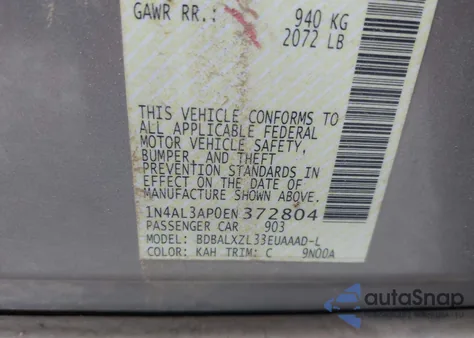 GAWR RR.: 940 KG
2072 LB
THIS VEHICLE CONFORMS TO
ALL APPLICABLE FEDERAL
MOTOR VEHICLE SAFETY,
BUMPER, AND THEFT
PREVENTION STANDARDS IN
EFFECT ON THE DATE OF
MANUFACTURE SHOWN ABOVE.
1N4AL3AP0EN372804
PASSENGER CAR 903
MODEL: BDBALXZL33EUAAAD-L
COLOR: KAH TRIM: C 9N00A
autoSnap